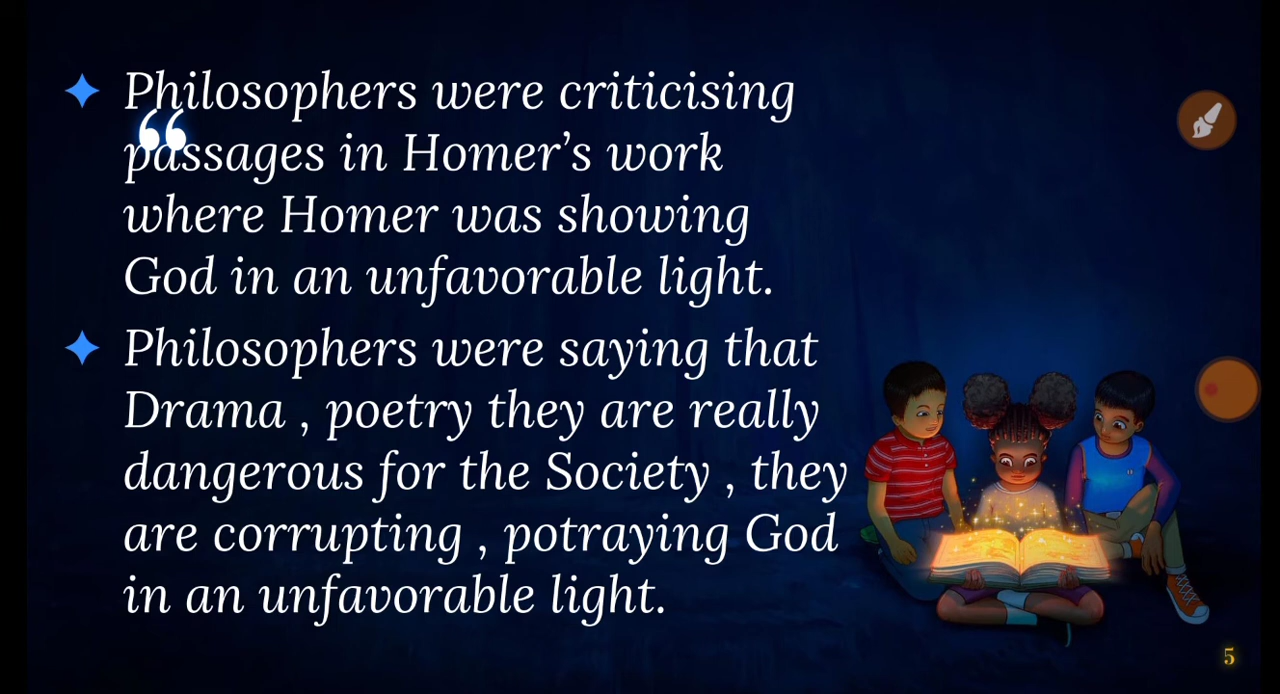 Philosophers were criticising
“
passages in Homer’s work
where Homer was showing
God in an unfavorable light.
Philosophers were saying that
Drama , poetry they are really
dangerous for the Society , they
are corrupting , potraying God
in an unfavorable light.
5